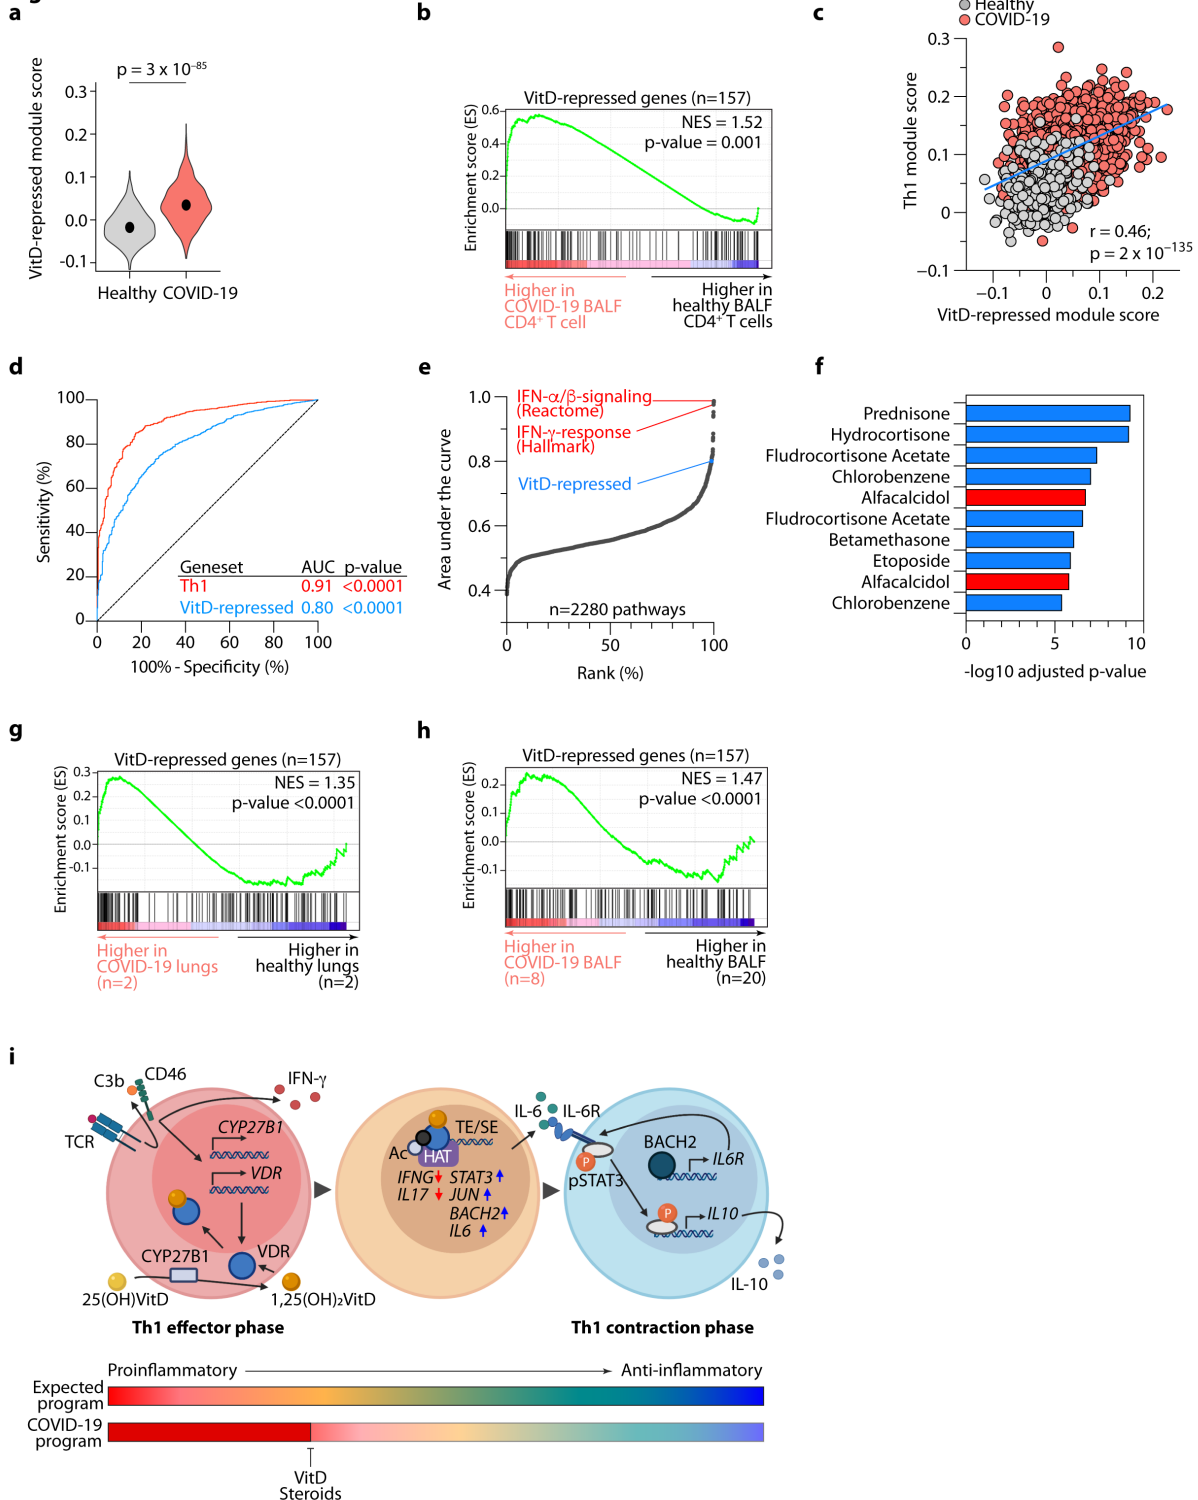 a
p = 3 x 10⁻⁸⁵
VitD-repressed module score
0.3
0.2
0.1
0.0
-0.1
Healthy COVID-19
b
VitD-repressed genes (n=157)
NES = 1.52
p-value = 0.001
Enrichment score (ES)
0.6
0.4
0.2
0.0
Higher in
COVID-19 BALF
CD4⁺ T cell
Higher in
healthy BALF
CD4⁺ T cells
c
Healthy
COVID-19
Th1 module score
0.3
0.2
0.1
0
−0.1
r = 0.46;
p = 2 x 10⁻¹³⁵
−0.1 0 0.1 0.2
VitD-repressed module score
d
Sensitivity (%)
100
80
60
40
20
0
Geneset AUC p-value
Th1 0.91 <0.0001
VitD-repressed 0.80 <0.0001
0 20 40 60 80 100
100% - Specificity (%)
e
Area under the curve
1.0
0.8
0.6
0.4
IFN-α/β-signaling
(Reactome)
IFN-γ-response
(Hallmark)
VitD-repressed
n=2280 pathways
0 100
Rank (%)
f
Prednisone
Hydrocortisone
Fludrocortisone Acetate
Chlorobenzene
Alfacalcidol
Fludrocortisone Acetate
Betamethasone
Etoposide
Alfacalcidol
Chlorobenzene
0 5 10
-log10 adjusted p-value
g
VitD-repressed genes (n=157)
NES = 1.35
p-value <0.0001
Enrichment score (ES)
0.3
0.2
0.1
0.0
-0.1
Higher in
COVID-19 lungs
(n=2)
Higher in
healthy lungs
(n=2)
h
VitD-repressed genes (n=157)
NES = 1.47
p-value <0.0001
Enrichment score (ES)
0.2
0.1
0.0
-0.1
Higher in
COVID-19 BALF
(n=8)
Higher in
healthy BALF
(n=20)
i
C3b
CD46
IFN-γ
TCR
CYP27B1
VDR
CYP27B1
VDR
25(OH)VitD
1,25(OH)₂VitD
Th1 effector phase
TE/SE
Ac
HAT
IFNG STAT3
IL17 JUN
BACH2
IL6
IL-6 IL-6R
P
pSTAT3
BACH2
IL6R
P
IL10
IL-10
Th1 contraction phase
Proinflammatory Anti-inflammatory
Expected
program
COVID-19
program
VitD
Steroids